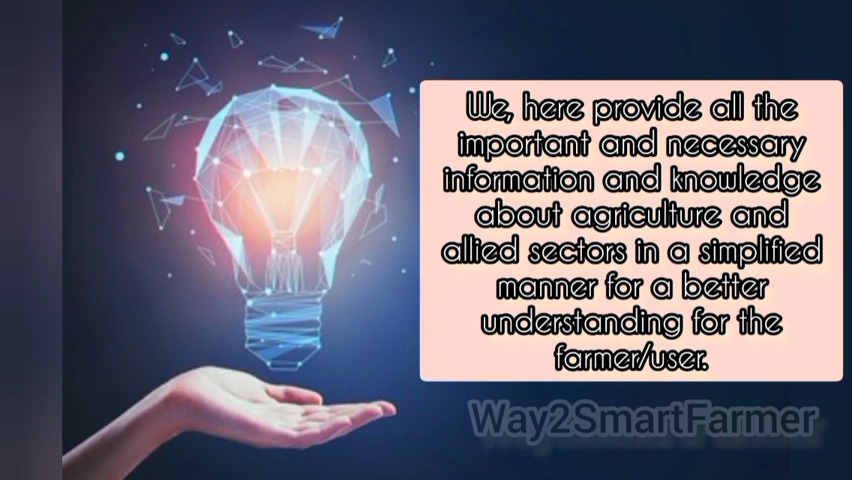 We, here provide all the
important and necessary
information and knowledge
about agriculture and
allied sectors in a simplified
manner for a better
understanding for the
farmer/user.
Way2SmartFarmer